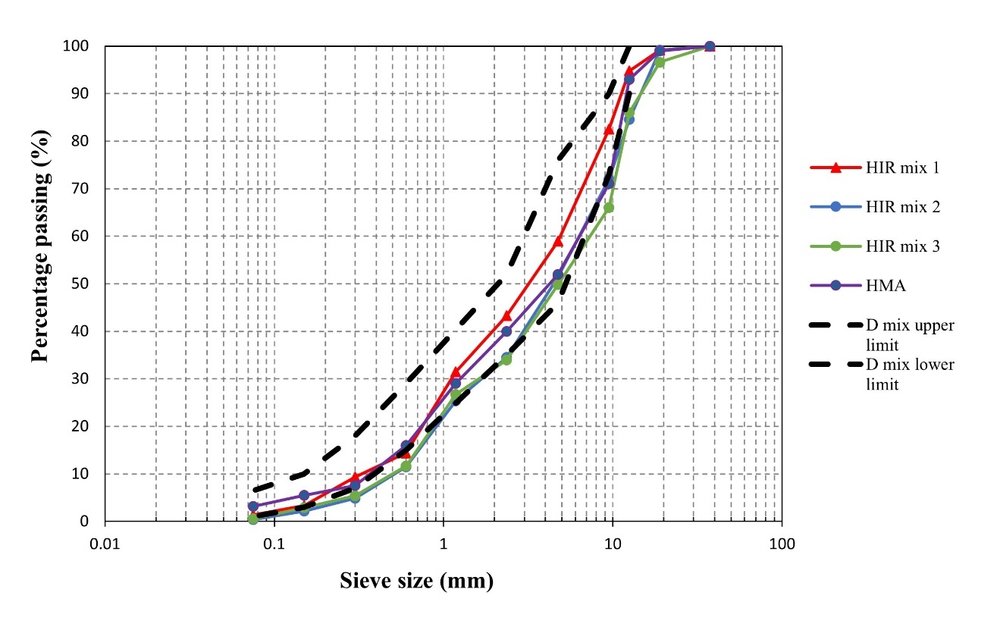 100
90
80
70
60
50
40
30
20
10
0
0.01 0.1 1 10 100
Percentage passing (%)
Sieve size (mm)
HIR mix 1
HIR mix 2
HIR mix 3
HMA
D mix upper
limit
D mix lower
limit